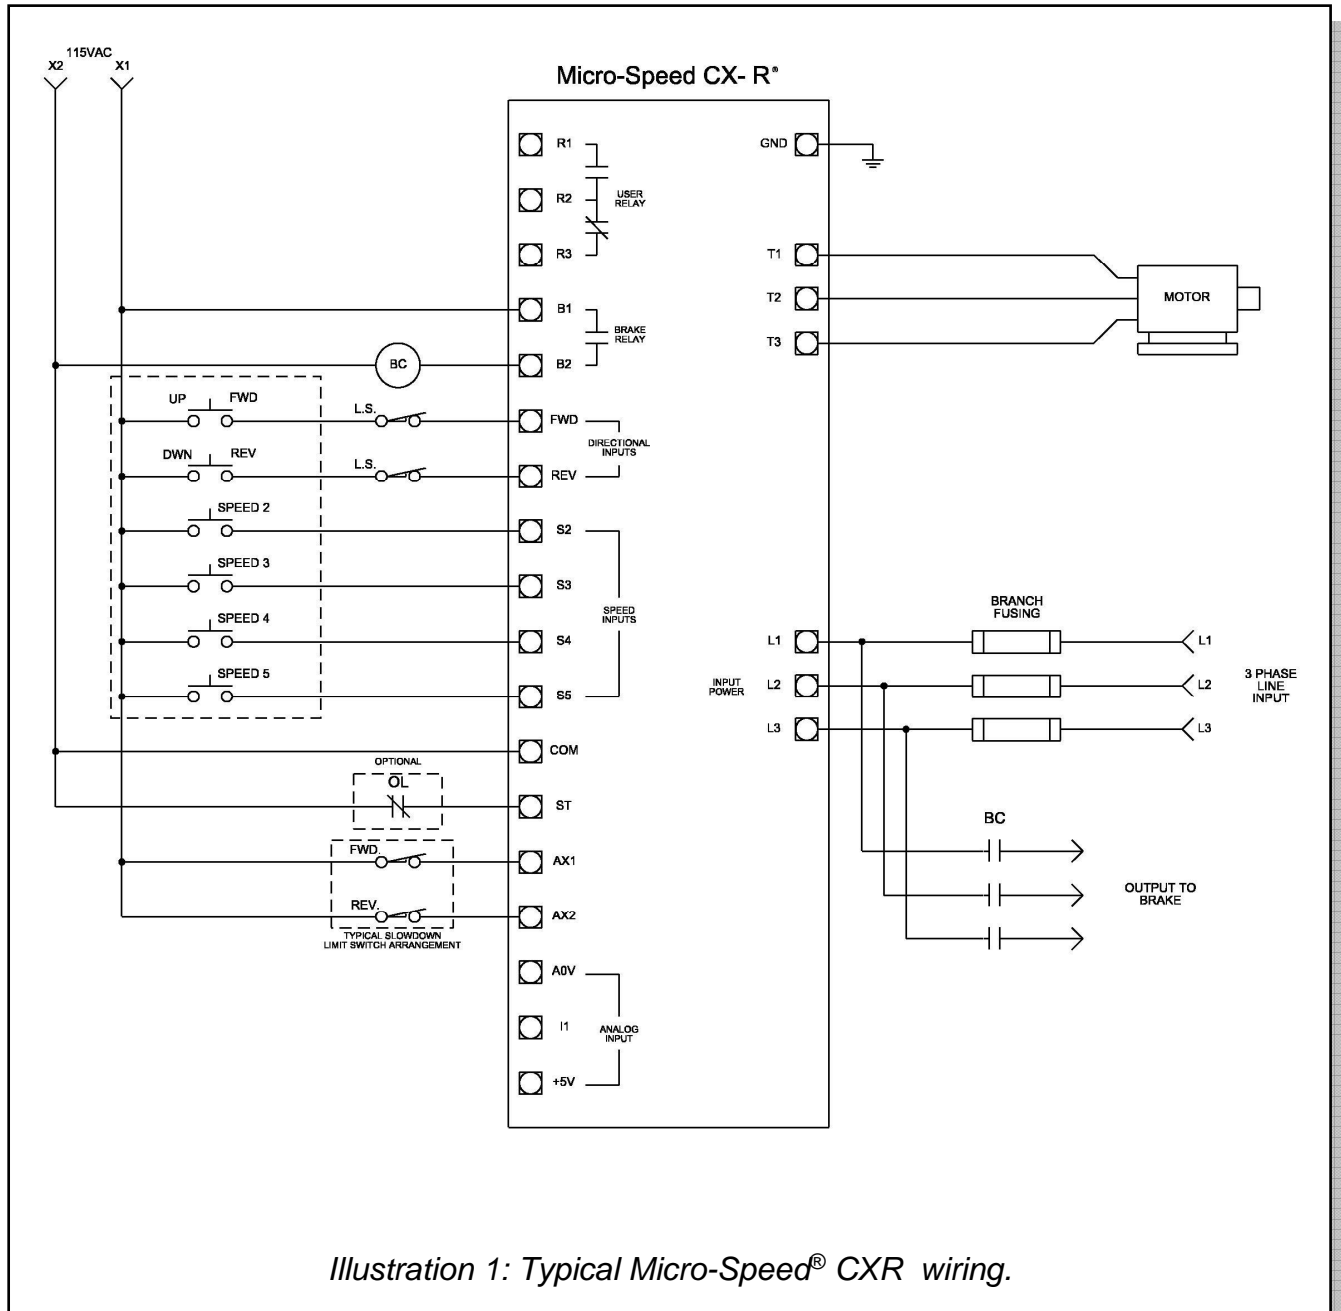 115VAC
X2 X1
Micro-Speed CX- R®
R1
R2
R3
USER
RELAY
B1
B2
BRAKE
RELAY
BC
UP FWD
L.S.
FWD
DWN REV
L.S.
REV
DIRECTIONAL
INPUTS
SPEED 2
S2
SPEED 3
S3
SPEED 4
S4
SPEED 5
S5
SPEED
INPUTS
COM
OPTIONAL
OL
ST
FWD.
AX1
REV.
AX2
TYPICAL SLOWDOWN
LIMIT SWITCH ARRANGEMENT
A0V
I1
+5V
ANALOG
INPUT
GND
T1
T2
T3
MOTOR
BRANCH
FUSING
INPUT
POWER
L1
L2
L3
L1
L2
L3
3 PHASE
LINE
INPUT
BC
OUTPUT TO
BRAKE
Illustration 1: Typical Micro-Speed® CXR wiring.